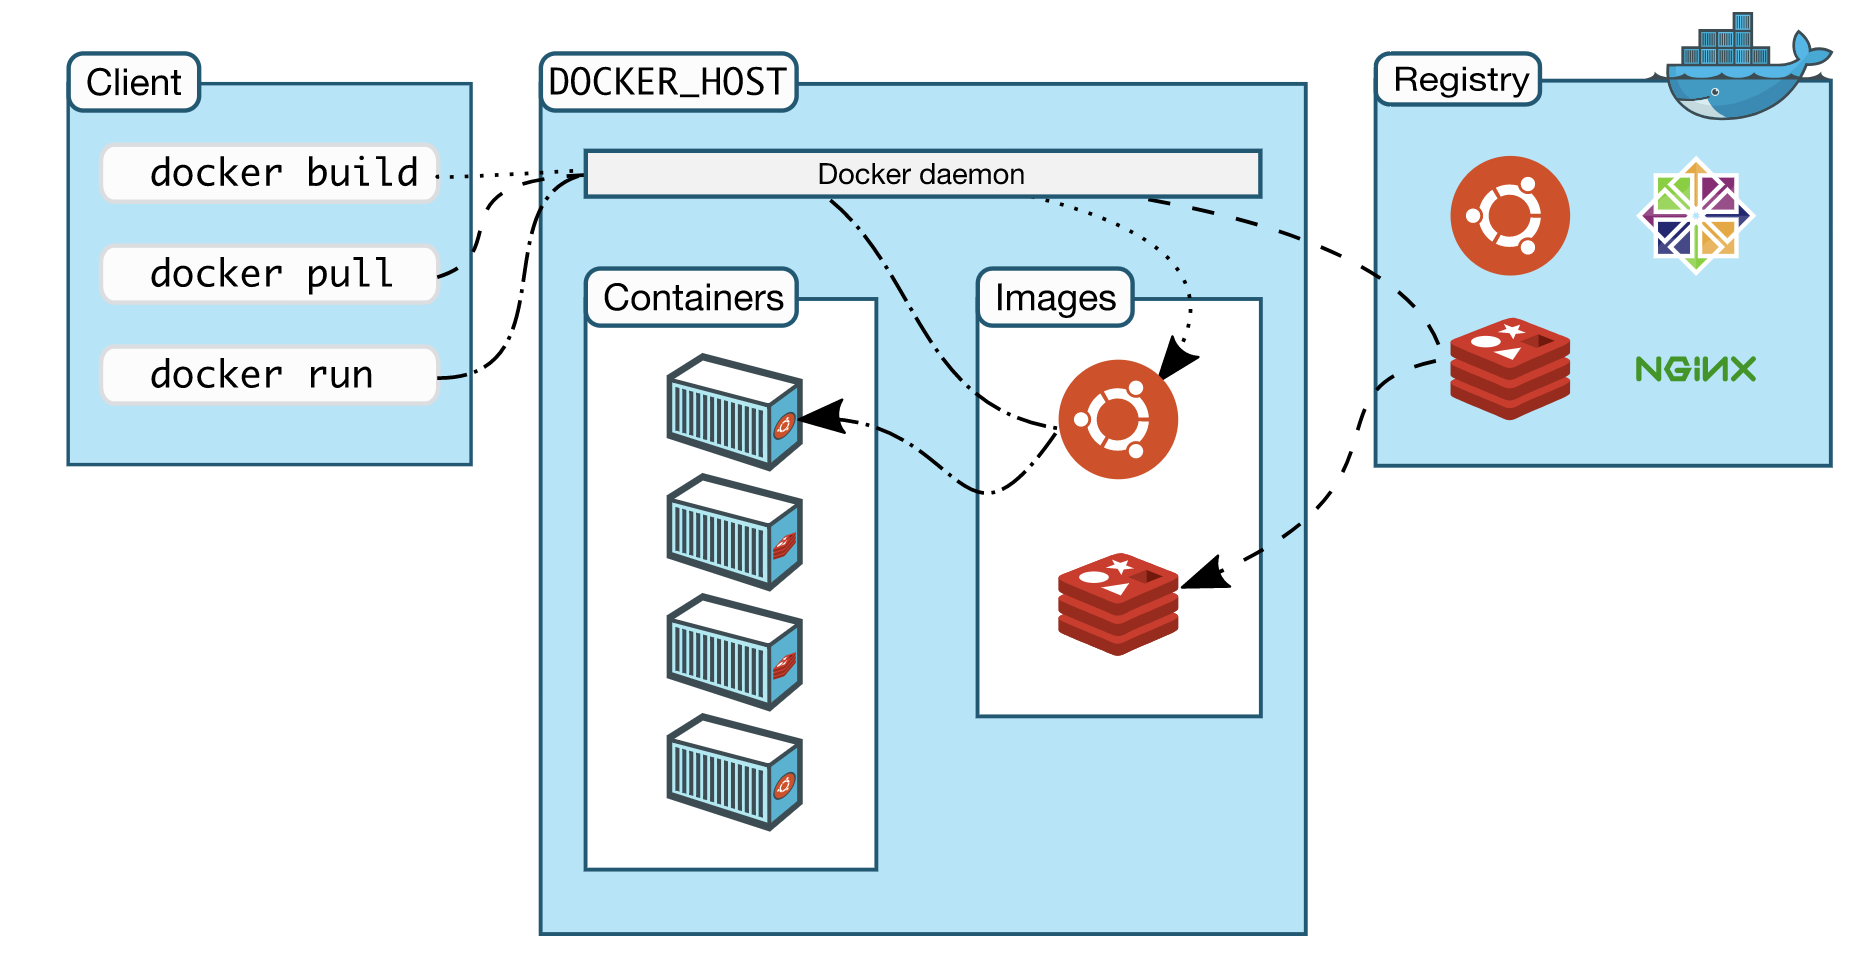 Client
docker build
docker pull
docker run
DOCKER_HOST
Docker daemon
Containers
Images
Registry
NGiNX